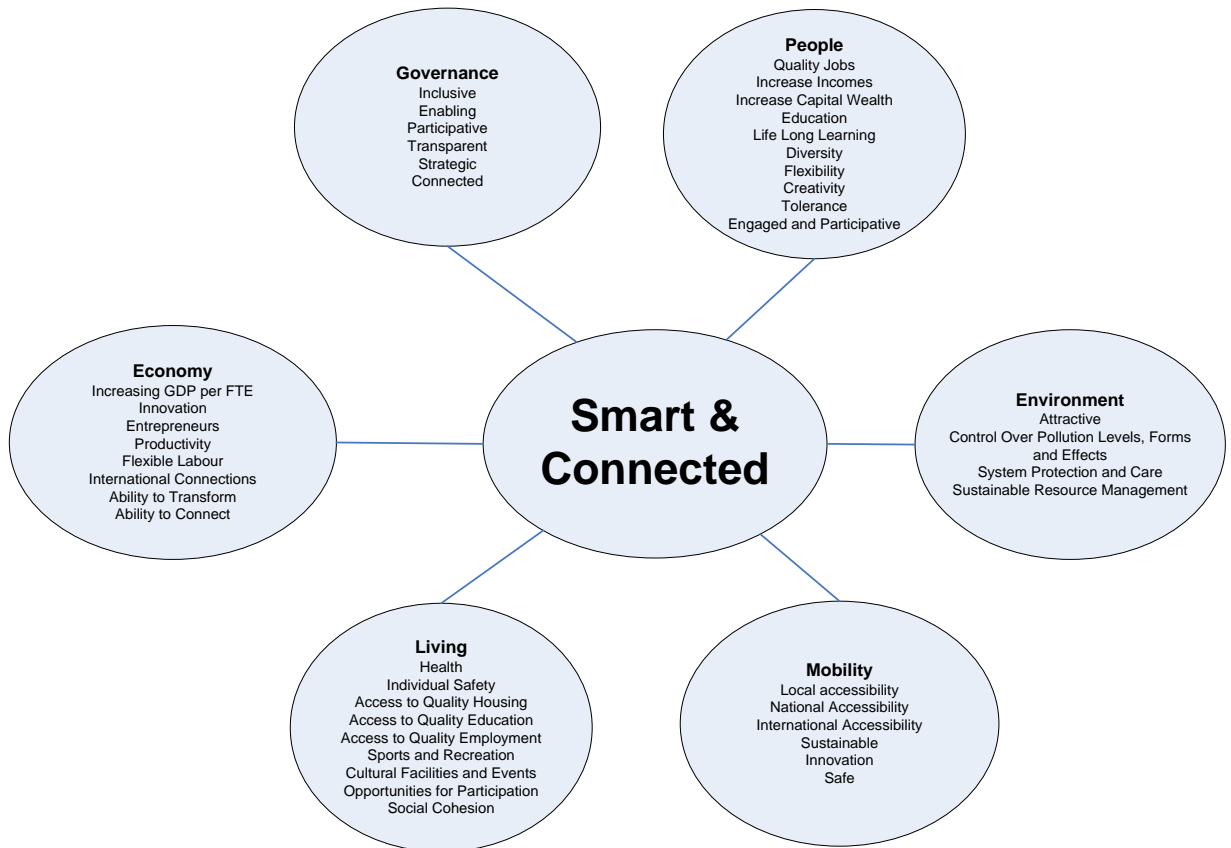 Governance
Inclusive
Enabling
Participative
Transparent
Strategic
Connected
People
Quality Jobs
Increase Incomes
Increase Capital Wealth
Education
Life Long Learning
Diversity
Flexibility
Creativity
Tolerance
Engaged and Participative
Economy
Increasing GDP per FTE
Innovation
Entrepreneurs
Productivity
Flexible Labour
International Connections
Ability to Transform
Ability to Connect
Smart &
Connected
Environment
Attractive
Control Over Pollution Levels, Forms
and Effects
System Protection and Care
Sustainable Resource Management
Living
Health
Individual Safety
Access to Quality Housing
Access to Quality Education
Access to Quality Employment
Sports and Recreation
Cultural Facilities and Events
Opportunities for Participation
Social Cohesion
Mobility
Local accessibility
National Accessibility
International Accessibility
Sustainable
Innovation
Safe